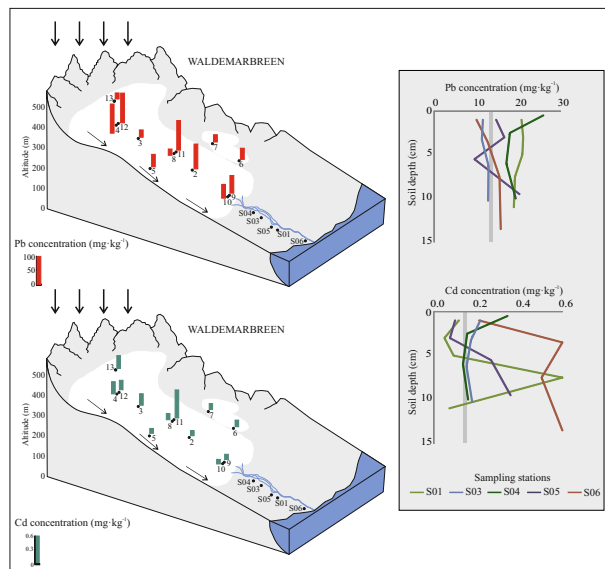 WALDEMARBREEN
Altitude (m)
500
400
300
200
100
0
13
4
12
3
5
8
11
2
7
6
10
9
S04
S03
S05
S01
S06
Pb concentration (mg·kg⁻¹)
100
50
0
WALDEMARBREEN
Altitude (m)
500
400
300
200
100
0
13
4
12
3
5
8
11
2
7
6
10
9
S04
S03
S05
S01
S06
Cd concentration (mg·kg⁻¹)
0.6
0.3
0
Pb concentration (mg·kg⁻¹)
0 10 20 30
0
5
10
15
Soil depth (cm)
Cd concentration (mg·kg⁻¹)
0.0 0.2 0.4 0.6
0
5
10
15
Soil depth (cm)
Sampling stations
S01 S03 S04 S05 S06